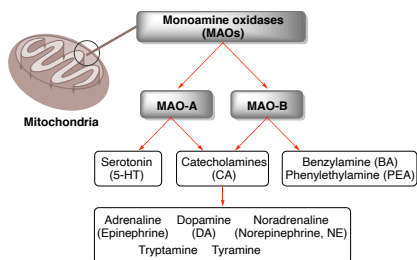 Monoamine oxidases
(MAOs)
Mitochondria
MAO-A
MAO-B
Serotonin
(5-HT)
Catecholamines
(CA)
Benzylamine (BA)
Phenylethylamine (PEA)
Adrenaline Dopamine Noradrenaline
(Epinephrine) (DA) (Norepinephrine, NE)
Tryptamine Tyramine